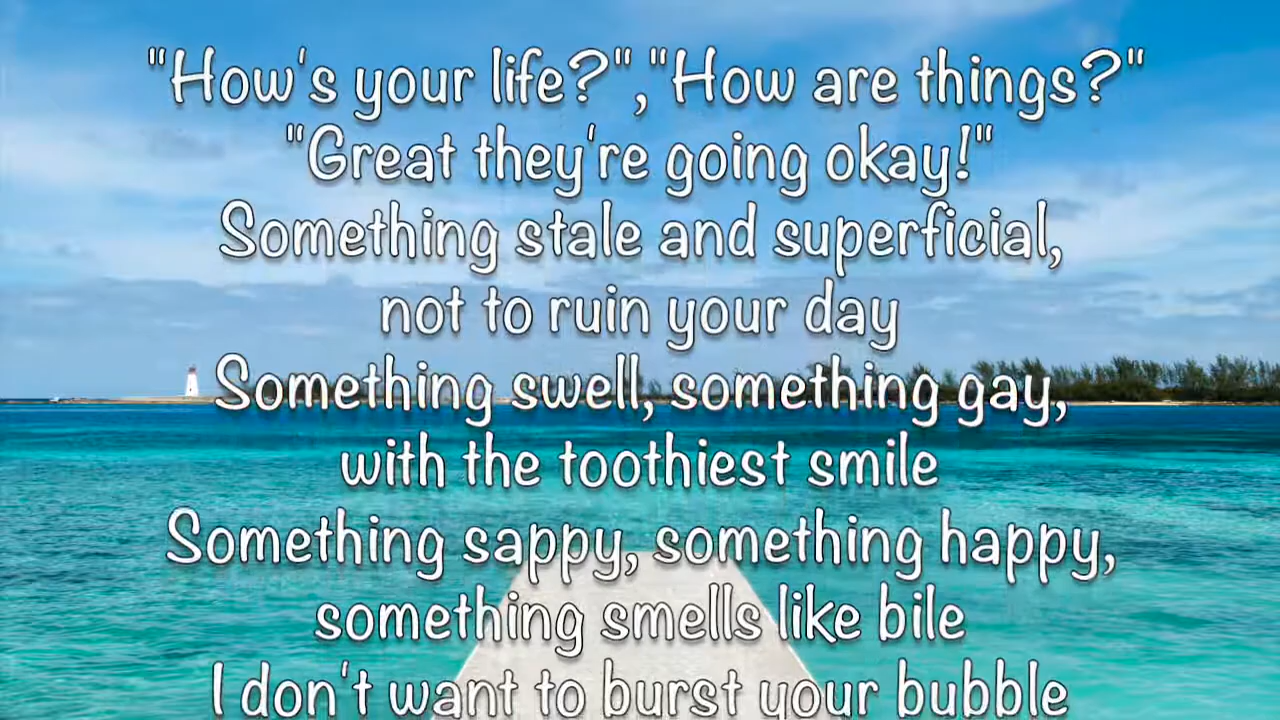 "How's your life?","How are things?"
"Great they're going okay!"
Something stale and superficial,
not to ruin your day
Something swell, something gay,
with the toothiest smile
Something sappy, something happy,
something smells like bile
I don't want to burst your bubble